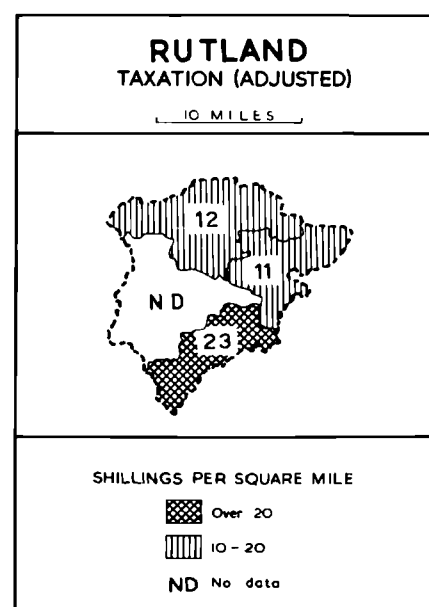 RUTLAND
TAXATION (ADJUSTED)
10 MILES
12
11
ND
23
SHILLINGS PER SQUARE MILE
Over 20
10 - 20
ND No data